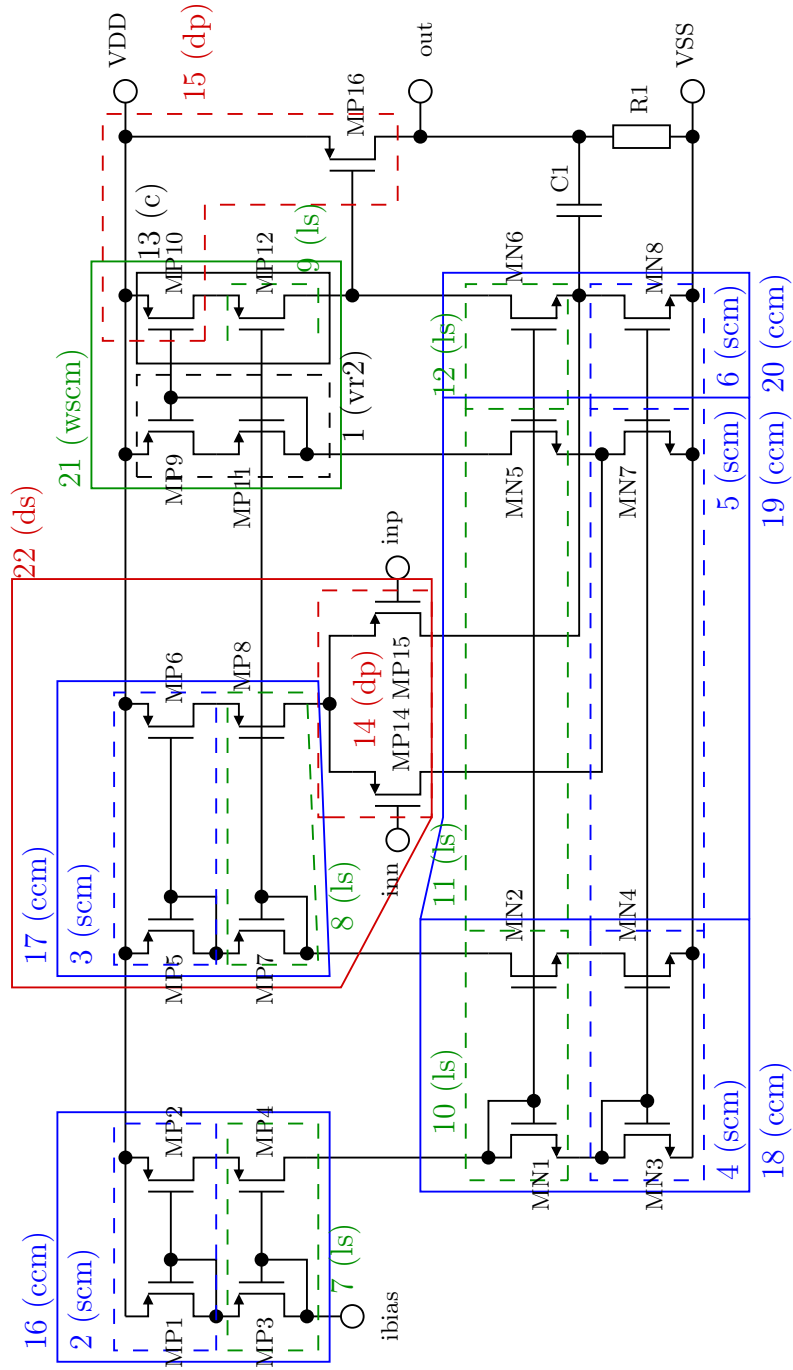 22 (ds)
16 (ccm)
17 (ccm)
21 (wscm)
2 (scm)
3 (scm)
VDD
13 (c)
MP1
MP2
MP5
MP6
MP9
MP10
15 (dp)
MP3
MP4
MP7
MP8
MP11
MP12
9 (ls)
7 (ls)
8 (ls)
1 (vr2)
MP16
14 (dp)
ibias
inn
inp
MP14 MP15
out
10 (ls)
11 (ls)
12 (ls)
MN1
MN2
MN5
MN6
C1
MN3
MN4
MN7
MN8
R1
VSS
4 (scm)
5 (scm)
6 (scm)
18 (ccm)
19 (ccm)
20 (ccm)